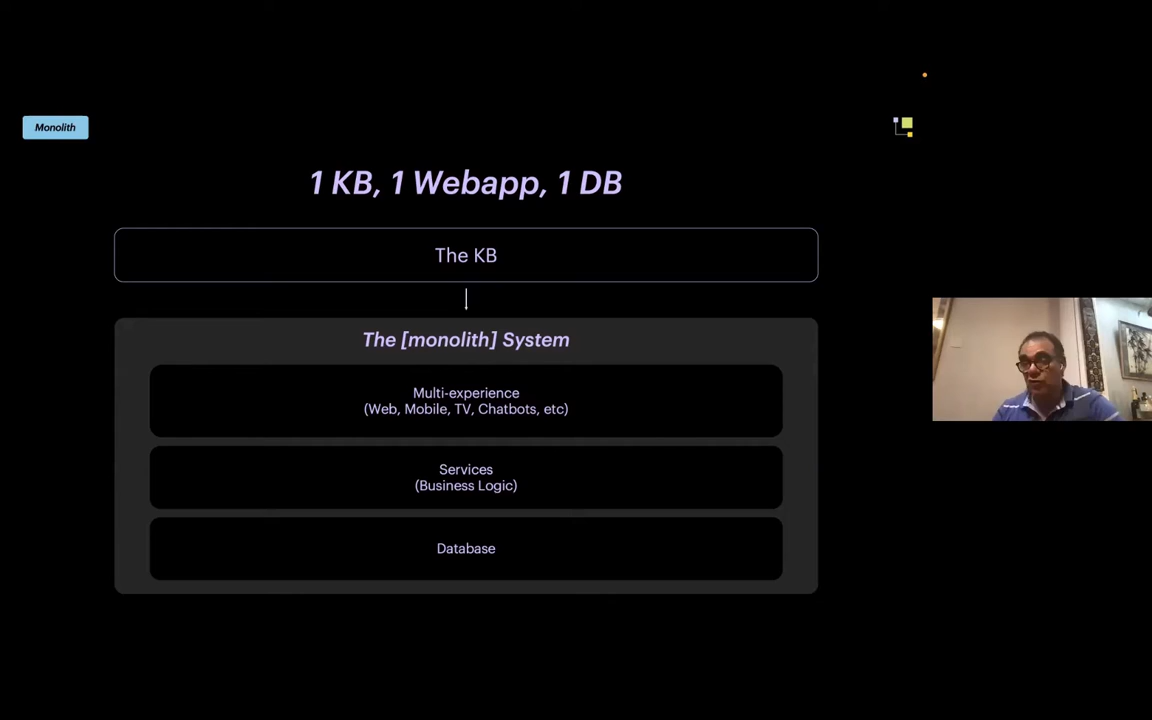 Monolith
1 KB, 1 Webapp, 1 DB
The KB
The [monolith] System
Multi-experience
(Web, Mobile, TV, Chatbots, etc)
Services
(Business Logic)
Database